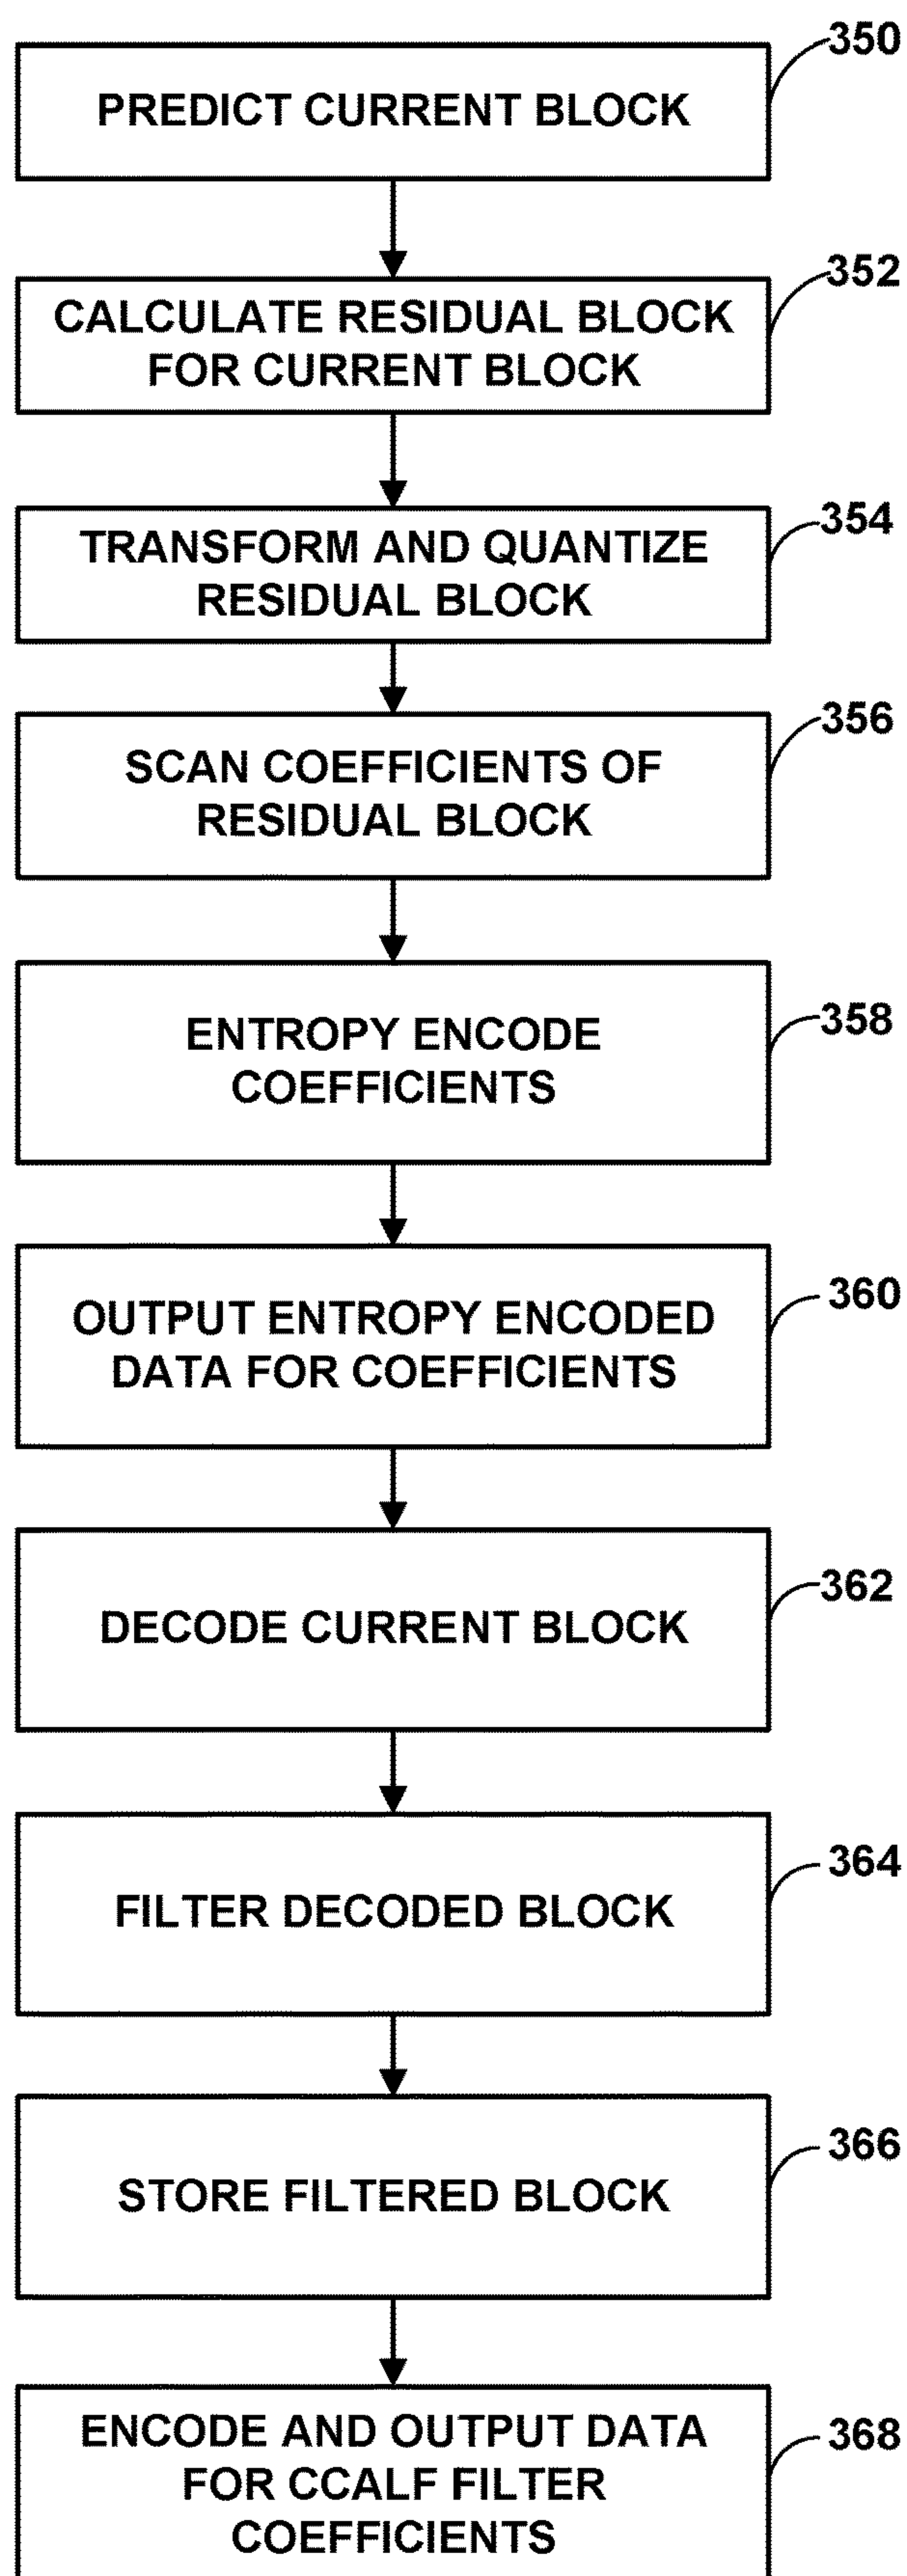 350
PREDICT CURRENT BLOCK
352
CALCULATE RESIDUAL BLOCK
FOR CURRENT BLOCK
354
TRANSFORM AND QUANTIZE
RESIDUAL BLOCK
356
SCAN COEFFICIENTS OF
RESIDUAL BLOCK
358
ENTROPY ENCODE
COEFFICIENTS
360
OUTPUT ENTROPY ENCODED
DATA FOR COEFFICIENTS
362
DECODE CURRENT BLOCK
364
FILTER DECODED BLOCK
366
STORE FILTERED BLOCK
368
ENCODE AND OUTPUT DATA
FOR CCALF FILTER
COEFFICIENTS